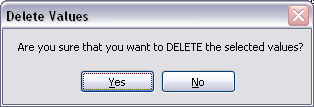 Delete Values
Are you sure that you want to DELETE the selected values?
Yes
No